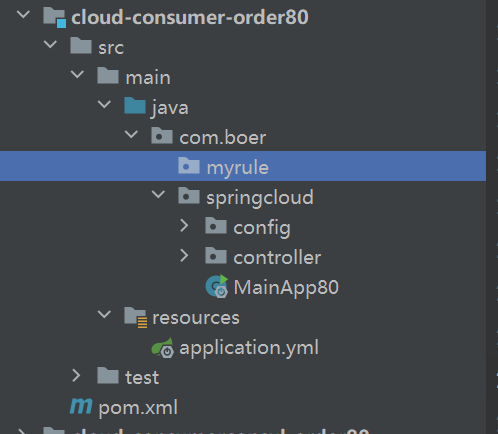 cloud-consumer-order80
src
main
java
com.boer
myrule
springcloud
config
controller
MainApp80
resources
application.yml
test
m pom.xml